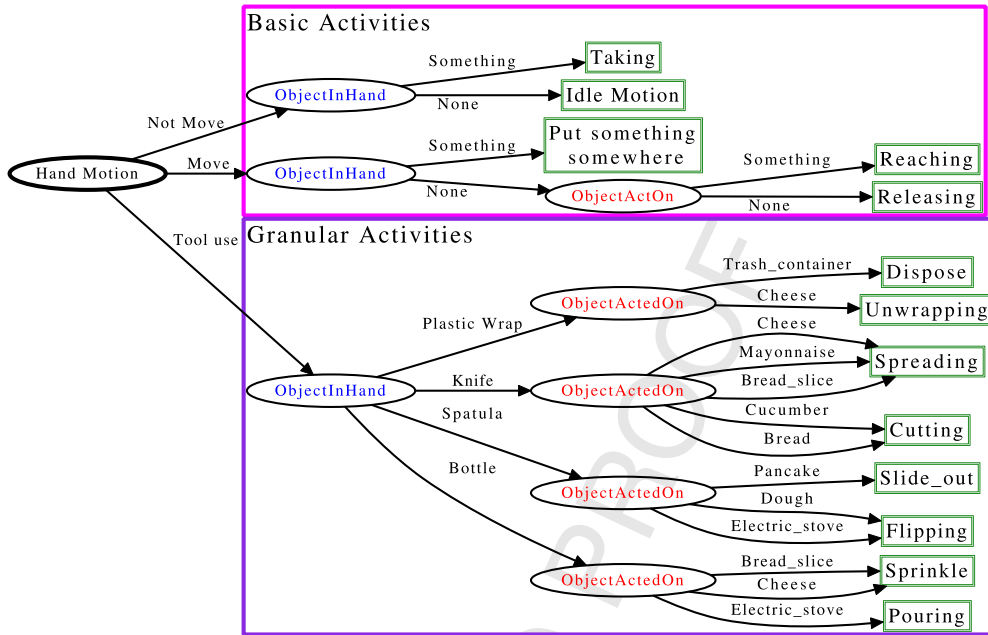 Basic Activities
Something
Taking
ObjectInHand
None
Idle Motion
Not Move
Put something
somewhere
Something
Move
ObjectInHand
Hand Motion
None
ObjectActOn
Something
Reaching
None
Releasing
Tool use
Granular Activities
Trash_container
Dispose
ObjectActedOn
Cheese
Unwrapping
Plastic Wrap
Cheese
Mayonnaise
Spreading
ObjectInHand
Knife
ObjectActedOn
Bread_slice
Spatula
Cucumber
Cutting
Bread
Bottle
Pancake
Slide_out
ObjectActedOn
Dough
Electric_stove
Flipping
Bread_slice
Sprinkle
ObjectActedOn
Cheese
Electric_stove
Pouring
PROOF